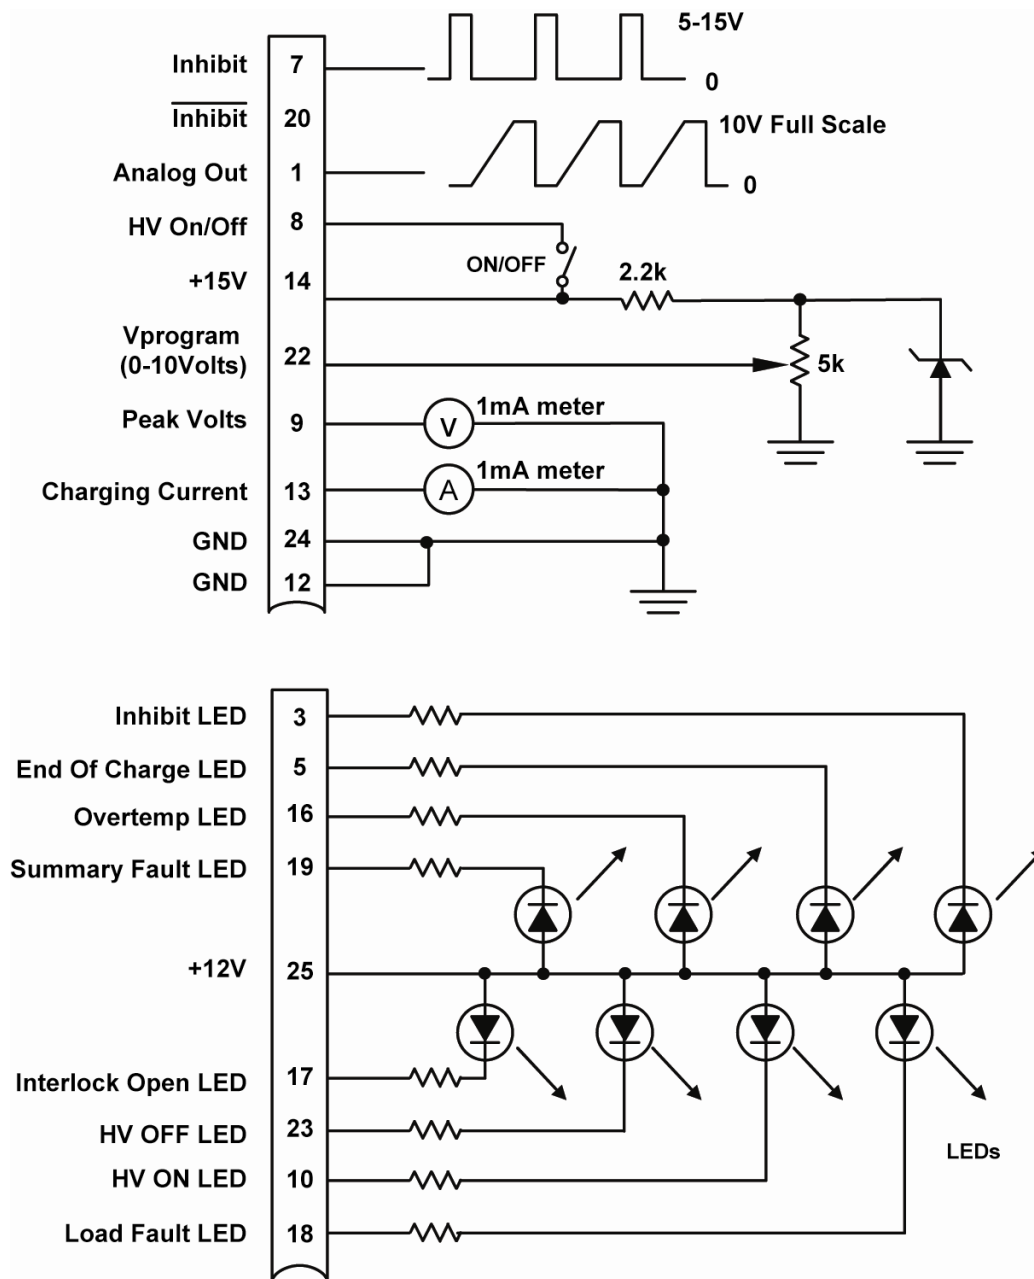 5-15V
Inhibit 7
0
Inhibit 20
10V Full Scale
Analog Out 1
0
HV On/Off 8
ON/OFF
2.2k
+15V 14
Vprogram
(0-10Volts) 22
5k
1mA meter
Peak Volts 9 V
1mA meter
Charging Current 13 A
GND 24
GND 12
Inhibit LED 3
End Of Charge LED 5
Overtemp LED 16
Summary Fault LED 19
+12V 25
Interlock Open LED 17
HV OFF LED 23
LEDs
HV ON LED 10
Load Fault LED 18